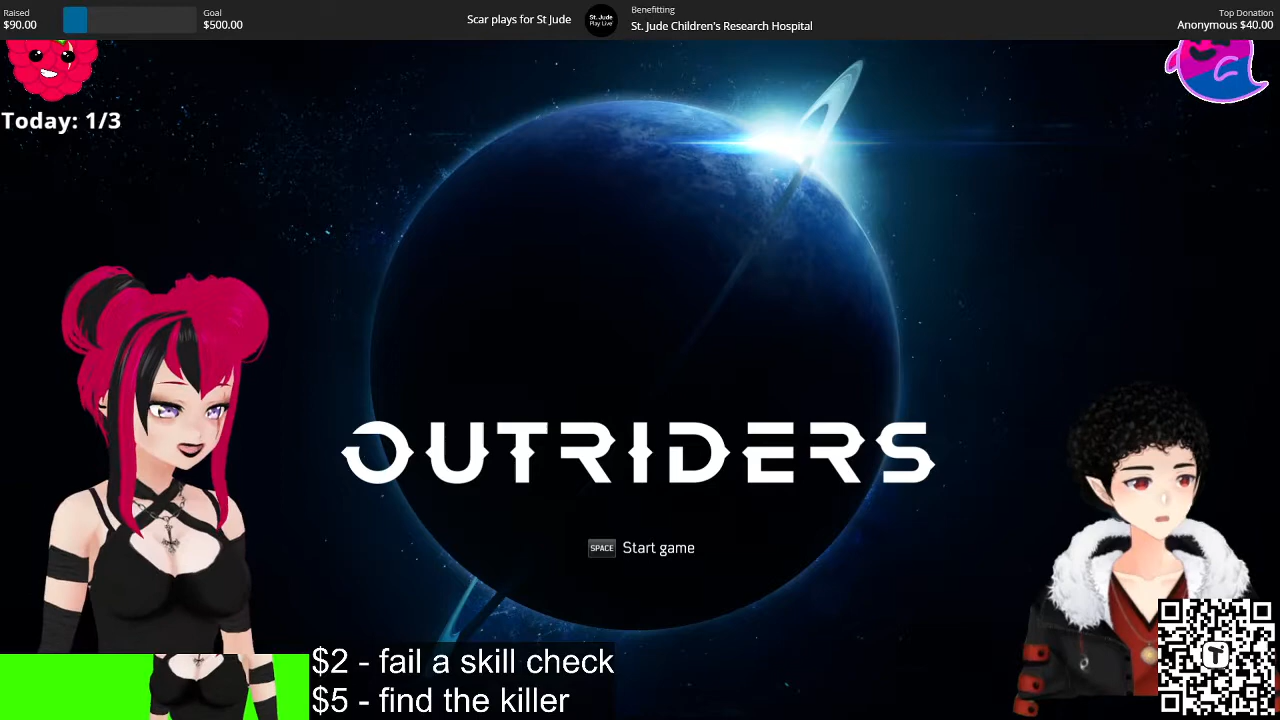 Raised
$90.00
Goal
$500.00
Scar plays for St Jude
St. Jude
Play Live
Benefitting
St. Jude Children's Research Hospital
Top Donation
Anonymous $40.00
Today: 1/3
OUTRIDERS
SPACE Start game
$2 - fail a skill check
$5 - find the killer
T